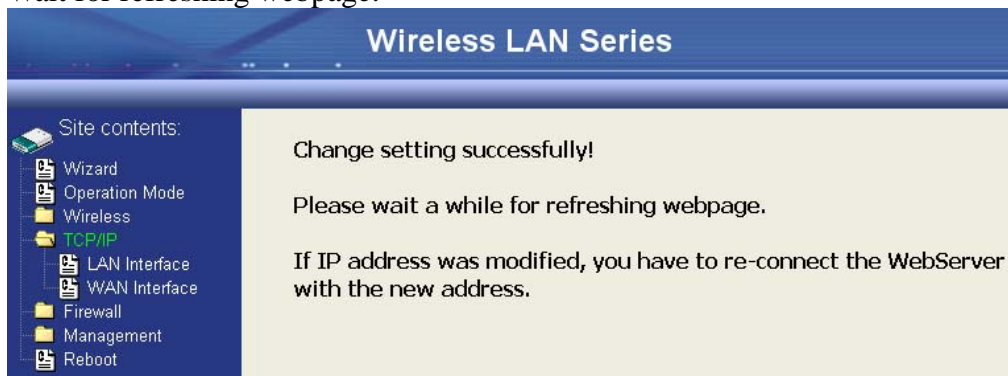 Wait for refreshing webpage.
Wireless LAN Series
Site contents:
Wizard
Operation Mode
Wireless
TCP/IP
LAN Interface
WAN Interface
Firewall
Management
Reboot
Change setting successfully!
Please wait a while for refreshing webpage.
If IP address was modified, you have to re-connect the WebServer
with the new address.